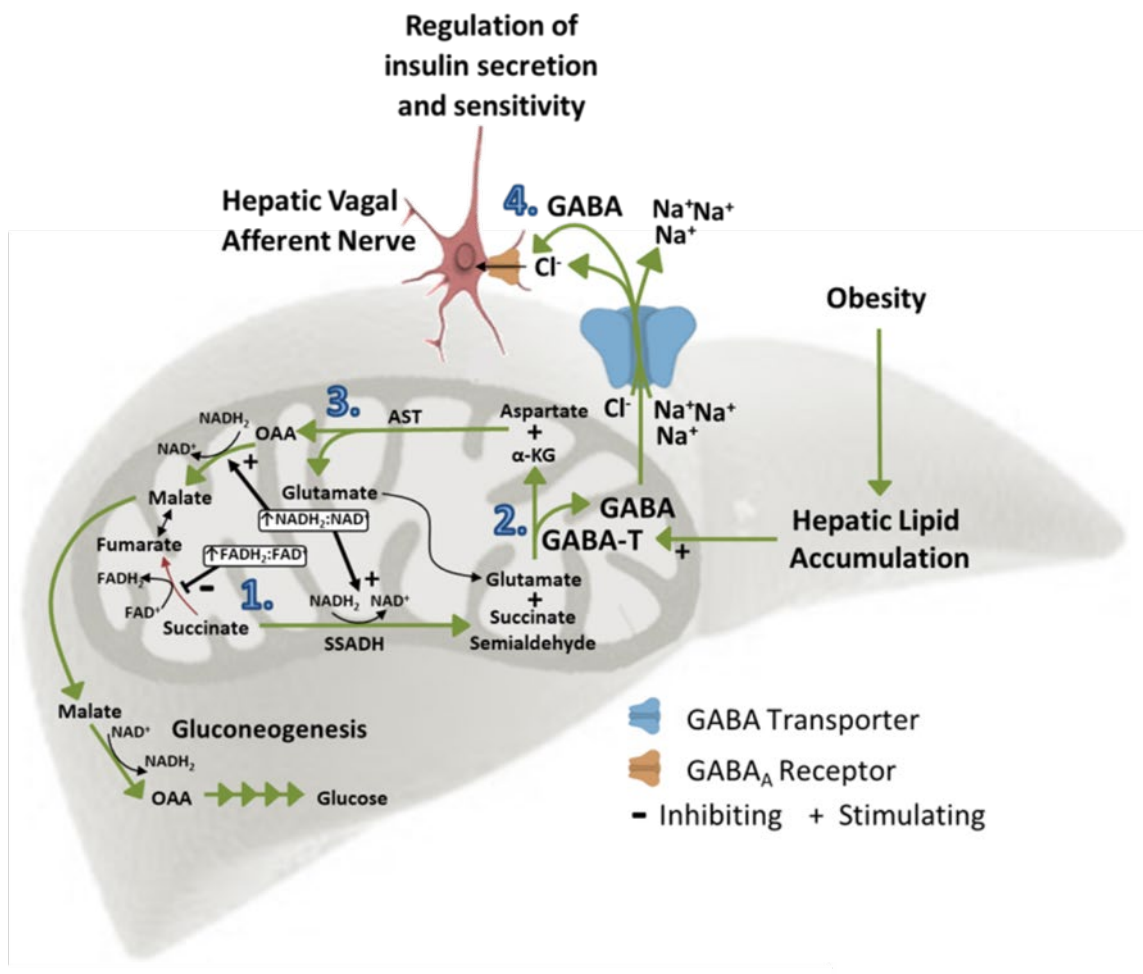 Regulation of
insulin secretion
and sensitivity
Hepatic Vagal
Afferent Nerve
4. GABA
Na⁺Na⁺
Na⁺
Cl⁻
Obesity
3.
AST
Aspartate
+
α-KG
Cl⁻
Na⁺Na⁺
Na⁺
NADH₂
NAD⁺
OAA
+
Malate
Glutamate
↑NADH₂:NAD⁺
2.
GABA
GABA-T
+
Hepatic Lipid
Accumulation
Fumarate
↑FADH₂:FAD⁺
FADH₂
FAD⁺
-
1.
Succinate
+
NADH₂ NAD⁺
SSADH
Glutamate
+
Succinate
Semialdehyde
Malate
NAD⁺
NADH₂
Gluconeogenesis
OAA
Glucose
GABA Transporter
GABA_A Receptor
- Inhibiting + Stimulating